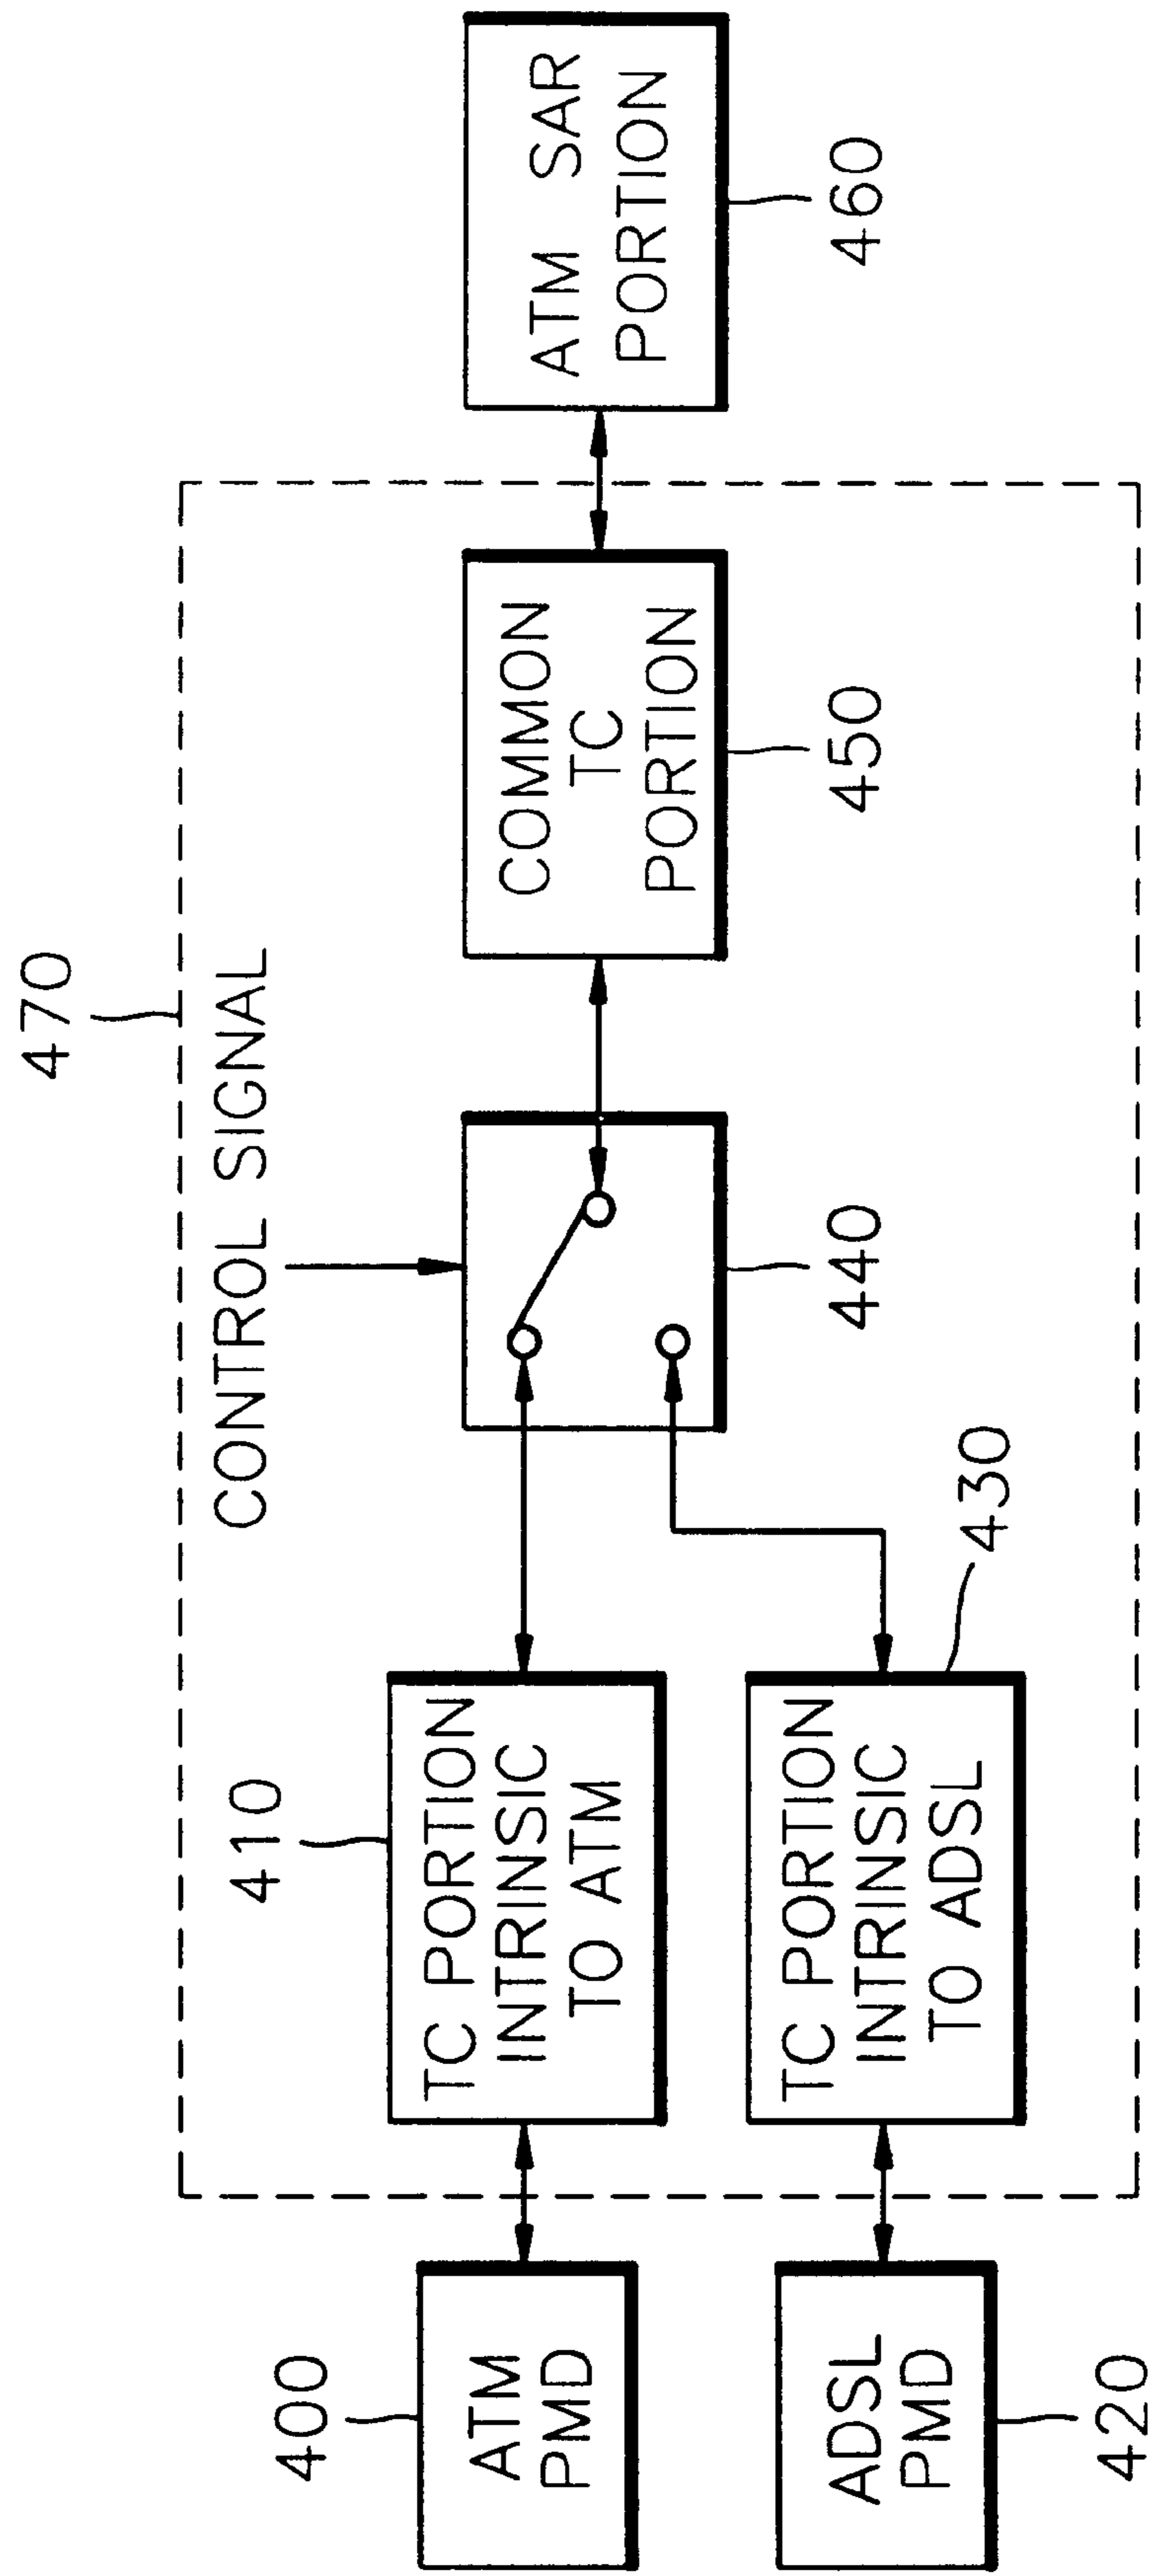 470
CONTROL SIGNAL
400
ATM
PMD
410
TC PORTION
INTRINSIC
TO ATM
440
COMMON
TC
PORTION
450
ATM SAR
PORTION
460
ADSL
PMD
420
TC PORTION
INTRINSIC
TO ADSL
430